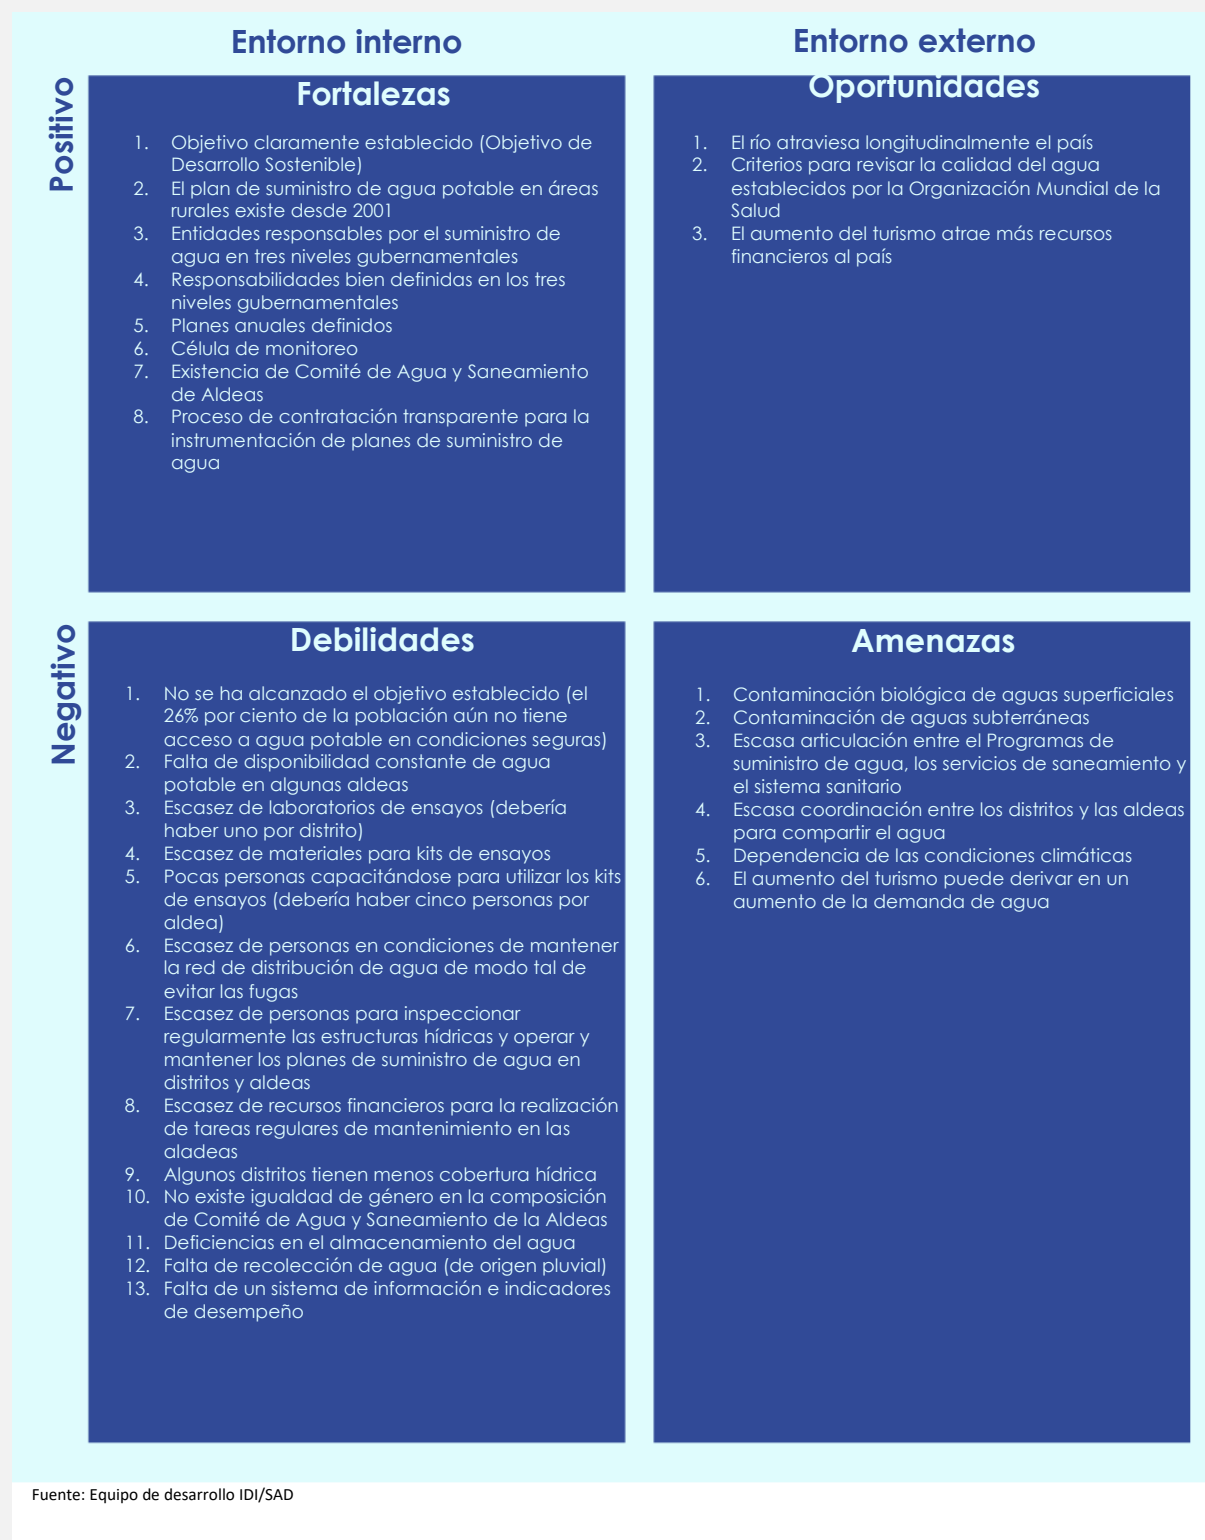 Entorno interno
Entorno externo
Positivo
Fortalezas
1. Objetivo claramente establecido (Objetivo de
Desarrollo Sostenible)
2. El plan de suministro de agua potable en áreas
rurales existe desde 2001
3. Entidades responsables por el suministro de
agua en tres niveles gubernamentales
4. Responsabilidades bien definidas en los tres
niveles gubernamentales
5. Planes anuales definidos
6. Célula de monitoreo
7. Existencia de Comité de Agua y Saneamiento
de Aldeas
8. Proceso de contratación transparente para la
instrumentación de planes de suministro de
agua
Oportunidades
1. El río atraviesa longitudinalmente el país
2. Criterios para revisar la calidad del agua
establecidos por la Organización Mundial de la
Salud
3. El aumento del turismo atrae más recursos
financieros al país
Negativo
Debilidades
1. No se ha alcanzado el objetivo establecido (el
26% por ciento de la población aún no tiene
acceso a agua potable en condiciones seguras)
2. Falta de disponibilidad constante de agua
potable en algunas aldeas
3. Escasez de laboratorios de ensayos (debería
haber uno por distrito)
4. Escasez de materiales para kits de ensayos
5. Pocas personas capacitándose para utilizar los kits
de ensayos (debería haber cinco personas por
aldea)
6. Escasez de personas en condiciones de mantener
la red de distribución de agua de modo tal de
evitar las fugas
7. Escasez de personas para inspeccionar
regularmente las estructuras hídricas y operar y
mantener los planes de suministro de agua en
distritos y aldeas
8. Escasez de recursos financieros para la realización
de tareas regulares de mantenimiento en las
aladeas
9. Algunos distritos tienen menos cobertura hídrica
10. No existe igualdad de género en la composición
de Comité de Agua y Saneamiento de la Aldeas
11. Deficiencias en el almacenamiento del agua
12. Falta de recolección de agua (de origen pluvial)
13. Falta de un sistema de información e indicadores
de desempeño
Amenazas
1. Contaminación biológica de aguas superficiales
2. Contaminación de aguas subterráneas
3. Escasa articulación entre el Programas de
suministro de agua, los servicios de saneamiento y
el sistema sanitario
4. Escasa coordinación entre los distritos y las aldeas
para compartir el agua
5. Dependencia de las condiciones climáticas
6. El aumento del turismo puede derivar en un
aumento de la demanda de agua
Fuente: Equipo de desarrollo IDI/SAD